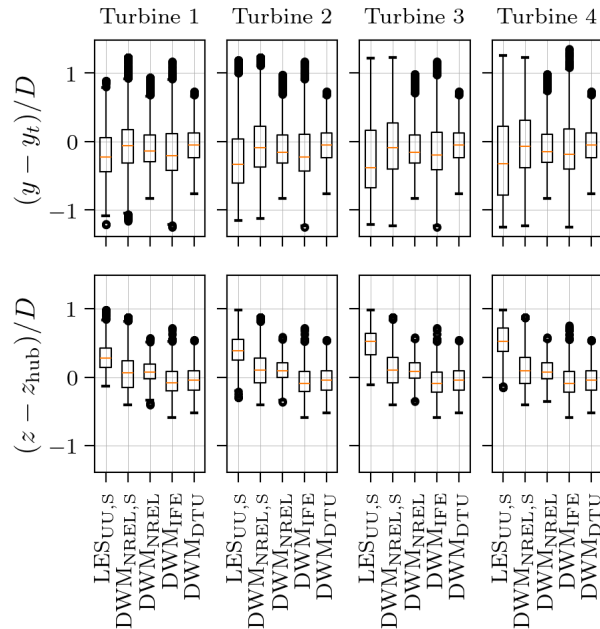 Turbine 1 Turbine 2 Turbine 3 Turbine 4
(y − y_t)/D
1
0
−1
(z − z_hub)/D
1
0
−1
LES_UU,S DWM_NREL,S DWM_NREL DWM_IFE DWM_DTU LES_UU,S DWM_NREL,S DWM_NREL DWM_IFE DWM_DTU LES_UU,S DWM_NREL,S DWM_NREL DWM_IFE DWM_DTU LES_UU,S DWM_NREL,S DWM_NREL DWM_IFE DWM_DTU